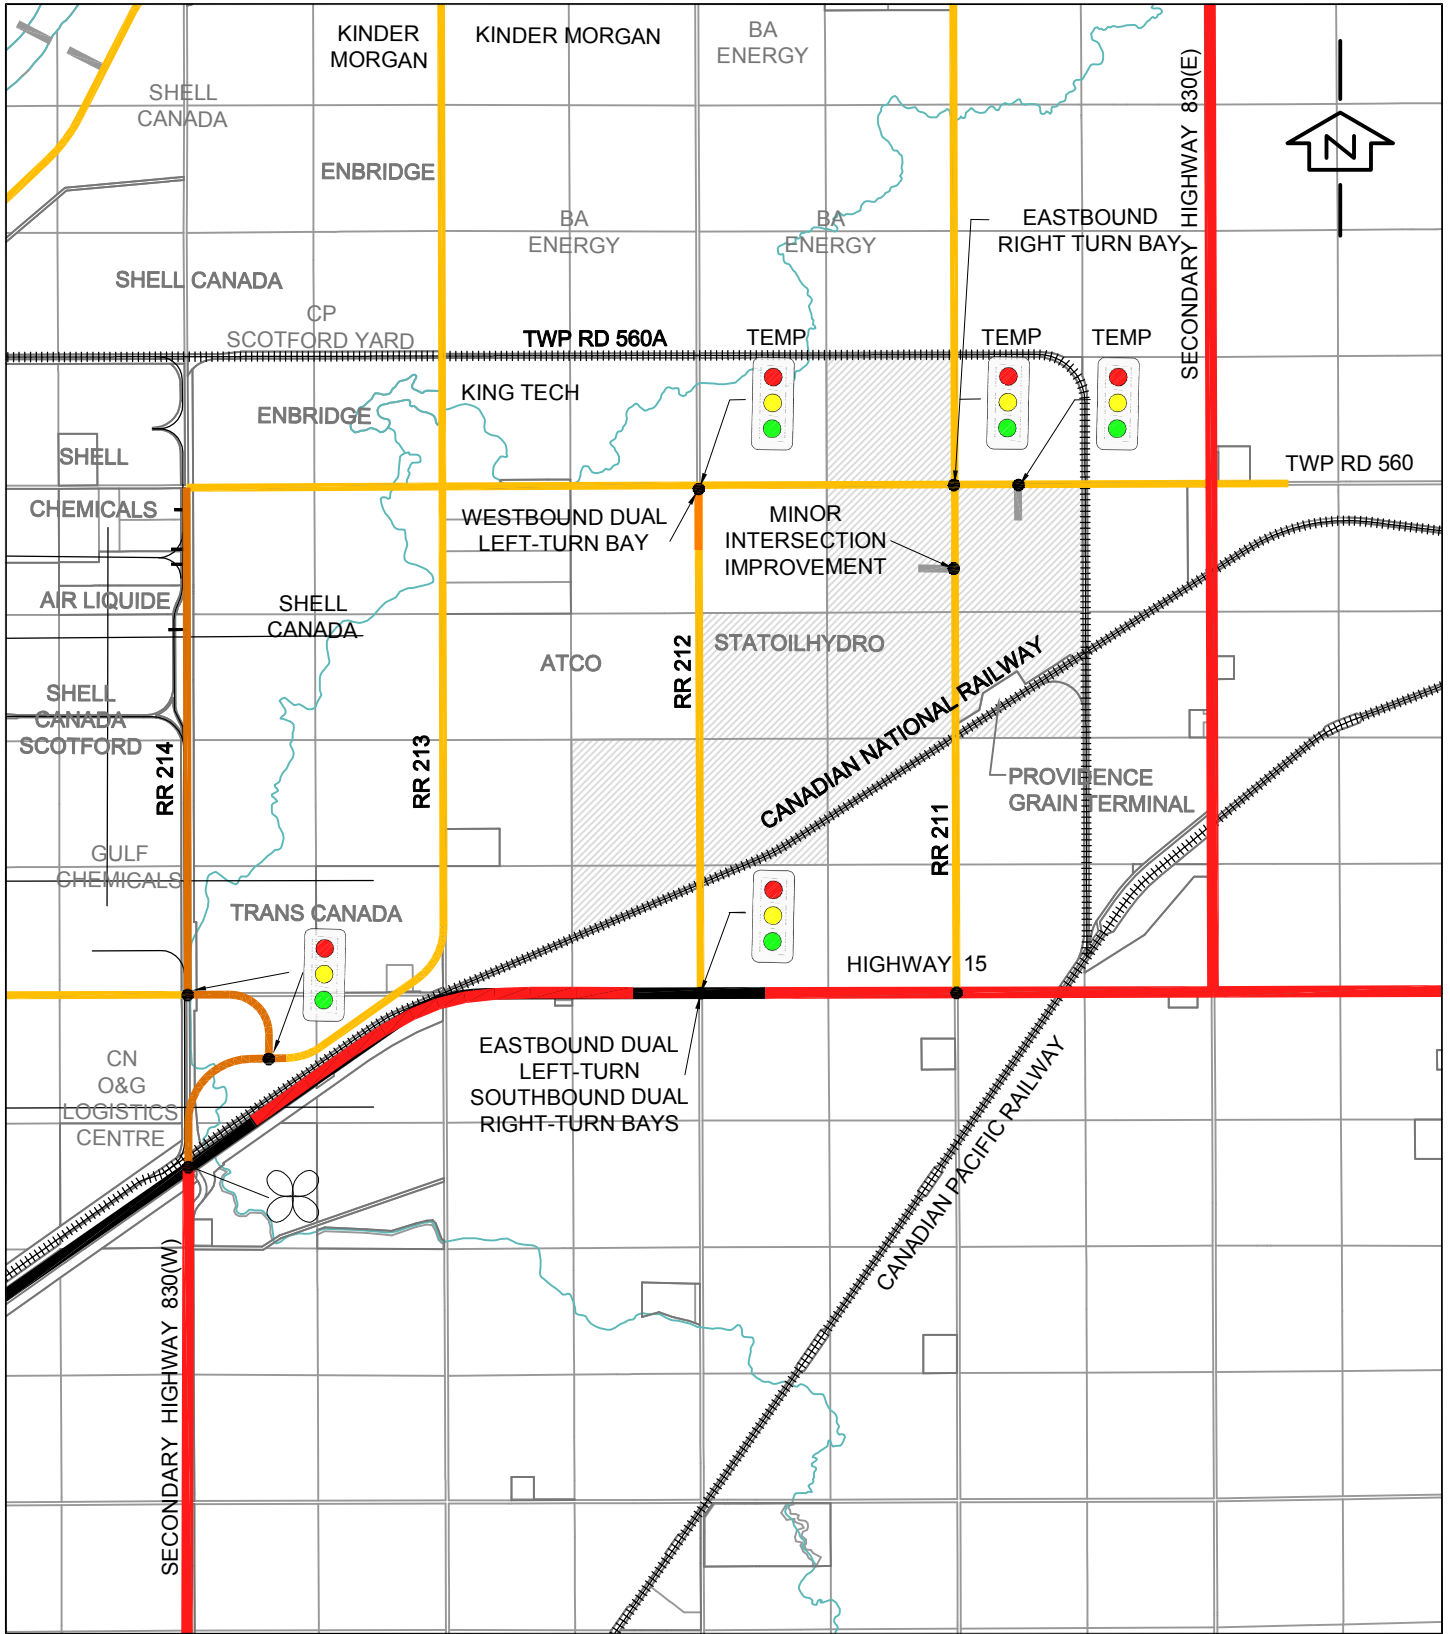 KINDER
MORGAN
KINDER MORGAN
BA
ENERGY
SHELL
CANADA
SECONDARY HIGHWAY 830(E)
N
ENBRIDGE
BA
ENERGY
BA
ENERGY
EASTBOUND
RIGHT TURN BAY
SHELL CANADA
CP
SCOTFORD YARD
TWP RD 560A
TEMP
TEMP
TEMP
KING TECH
ENBRIDGE
SHELL
CHEMICALS
TWP RD 560
WESTBOUND DUAL
LEFT-TURN BAY
MINOR
INTERSECTION
IMPROVEMENT
AIR LIQUIDE
SHELL
CANADA
ATCO
RR 212
STATOILHYDRO
SHELL
CANADA
SCOTFORD
RR 214
RR 213
CANADIAN NATIONAL RAILWAY
RR 211
PROVIDENCE
GRAIN TERMINAL
GULF
CHEMICALS
TRANS CANADA
HIGHWAY 15
CN
O&G
LOGISTICS
CENTRE
EASTBOUND DUAL
LEFT-TURN
SOUTHBOUND DUAL
RIGHT-TURN BAYS
CANADIAN PACIFIC RAILWAY
SECONDARY HIGHWAY 830(W)